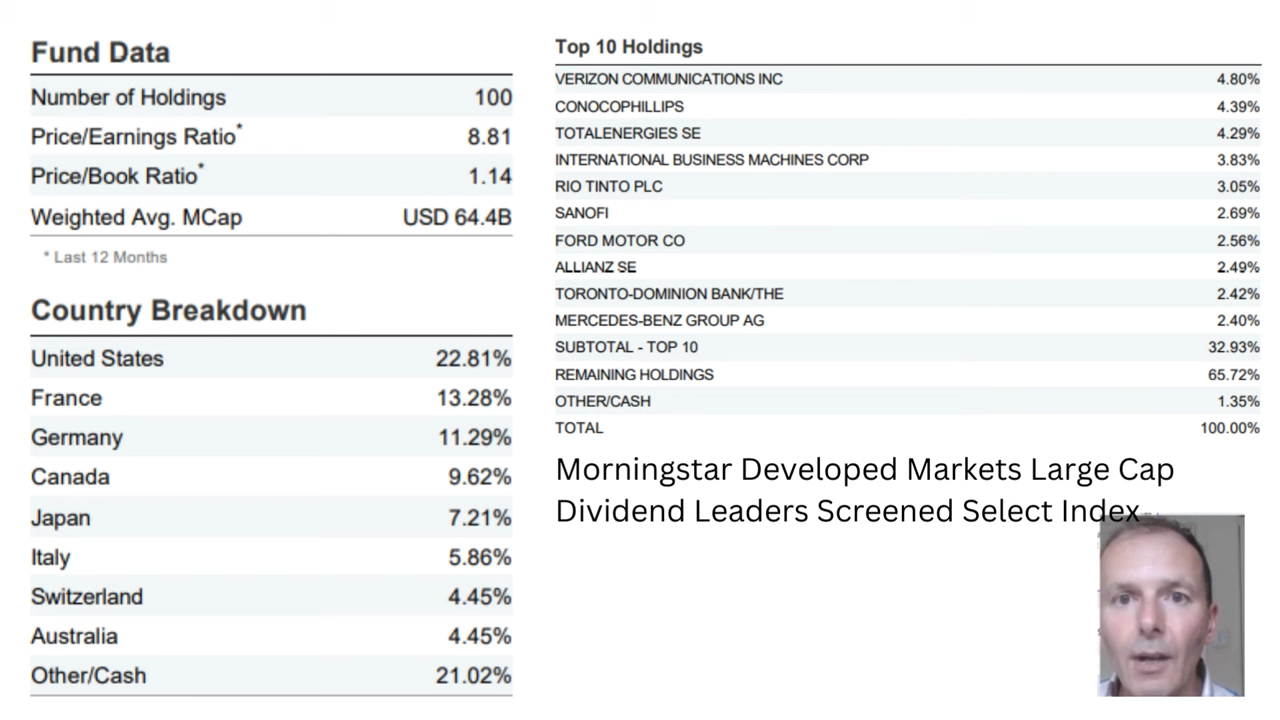 Fund Data
Number of Holdings 100
Price/Earnings Ratio* 8.81
Price/Book Ratio* 1.14
Weighted Avg. MCap USD 64.4B
* Last 12 Months
Country Breakdown
United States 22.81%
France 13.28%
Germany 11.29%
Canada 9.62%
Japan 7.21%
Italy 5.86%
Switzerland 4.45%
Australia 4.45%
Other/Cash 21.02%
Top 10 Holdings
VERIZON COMMUNICATIONS INC 4.80%
CONOCOPHILLIPS 4.39%
TOTALENERGIES SE 4.29%
INTERNATIONAL BUSINESS MACHINES CORP 3.83%
RIO TINTO PLC 3.05%
SANOFI 2.69%
FORD MOTOR CO 2.56%
ALLIANZ SE 2.49%
TORONTO-DOMINION BANK/THE 2.42%
MERCEDES-BENZ GROUP AG 2.40%
SUBTOTAL - TOP 10 32.93%
REMAINING HOLDINGS 65.72%
OTHER/CASH 1.35%
TOTAL 100.00%
Morningstar Developed Markets Large Cap
Dividend Leaders Screened Select Index